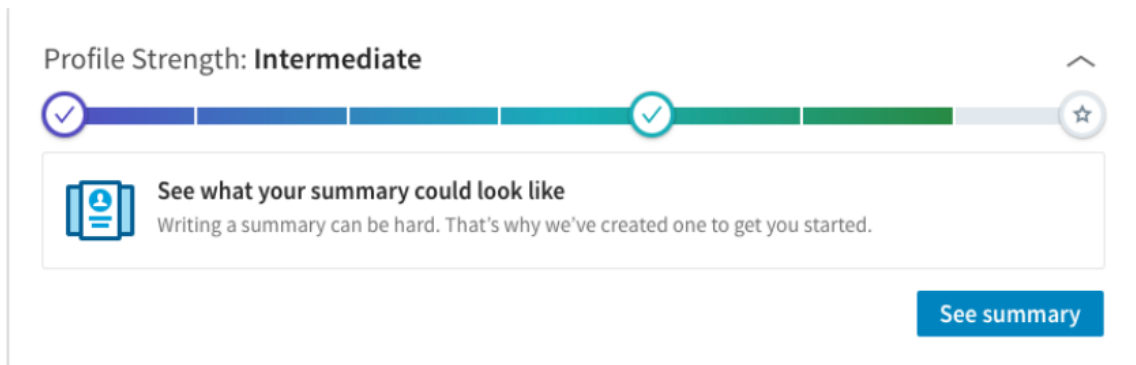 Profile Strength: Intermediate
See what your summary could look like
Writing a summary can be hard. That's why we've created one to get you started.
See summary